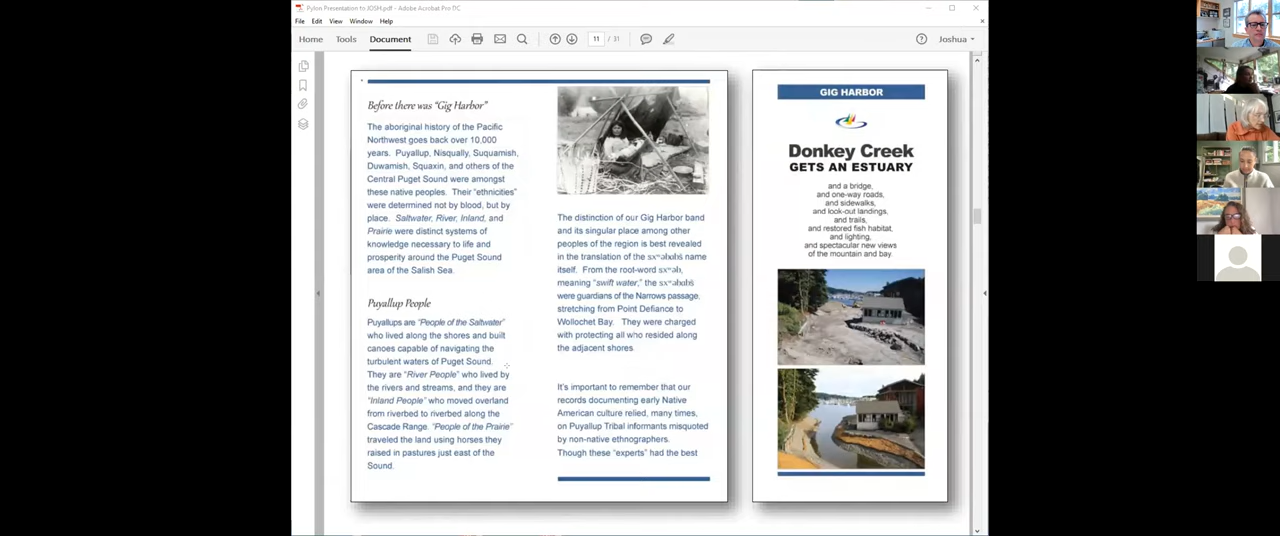 Pylon Presentation to JOSH.pdf - Adobe Acrobat Pro DC
File Edit View Window Help
Home Tools Document
11 / 31
Joshua
Before there was “Gig Harbor”
The aboriginal history of the Pacific
Northwest goes back over 10,000
years. Puyallup, Nisqually, Suquamish,
Duwamish, Squaxin, and others of the
Central Puget Sound were amongst
these native peoples. Their “ethnicities”
were determined not by blood, but by
place. Saltwater, River, Inland, and
Prairie were distinct systems of
knowledge necessary to life and
prosperity around the Puget Sound
area of the Salish Sea.
Puyallup People
Puyallups are “People of the Saltwater”
who lived along the shores and built
canoes capable of navigating the
turbulent waters of Puget Sound.
They are “River People” who lived by
the rivers and streams, and they are
“Inland People” who moved overland
from riverbed to riverbed along the
Cascade Range. “People of the Prairie”
traveled the land using horses they
raised in pastures just east of the
Sound.
The distinction of our Gig Harbor band
and its singular place among other
peoples of the region is best revealed
in the translation of the name
itself. From the root-word
meaning “swift water,” the
were guardians of the Narrows passage,
stretching from Point Defiance to
Wollochet Bay. They were charged
with protecting all who resided along
the adjacent shores.
It’s important to remember that our
records documenting early Native
American culture relied, many times,
on Puyallup Tribal informants misquoted
by non-native ethnographers.
Though these “experts” had the best
GIG HARBOR
Donkey Creek
GETS AN ESTUARY
and a bridge,
and one-way roads,
and sidewalks,
and look-out landings,
and trails,
and restored fish habitat,
and lighting,
and spectacular new views
of the mountain and bay.